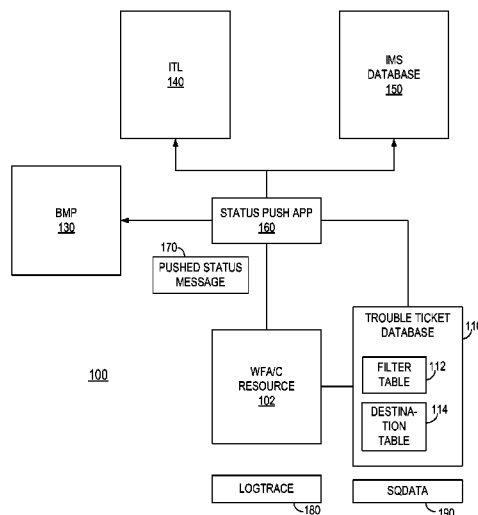 ITL
140
IMS
DATABASE
150
BMP
130
STATUS PUSH APP
160
170
PUSHED STATUS
MESSAGE
TROUBLE TICKET
DATABASE
110
FILTER
TABLE
112
DESTINA-
TION
TABLE
114
WFA/C
RESOURCE
102
100
LOGTRACE
180
SQDATA
190